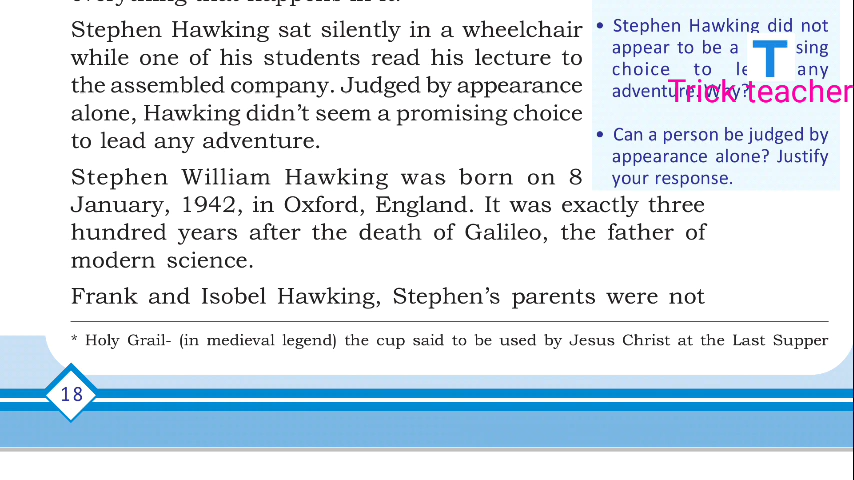 Stephen Hawking sat silently in a wheelchair
while one of his students read his lecture to
the assembled company. Judged by appearance
alone, Hawking didn't seem a promising choice
to lead any adventure.
Stephen William Hawking was born on 8
January, 1942, in Oxford, England. It was exactly three
hundred years after the death of Galileo, the father of
modern science.
Frank and Isobel Hawking, Stephen's parents were not
• Stephen Hawking did not
appear to be a sing
choice to any
adventure. Why?
• Can a person be judged by
appearance alone? Justify
your response.
T
Trick teacher
* Holy Grail- (in medieval legend) the cup said to be used by Jesus Christ at the Last Supper
18